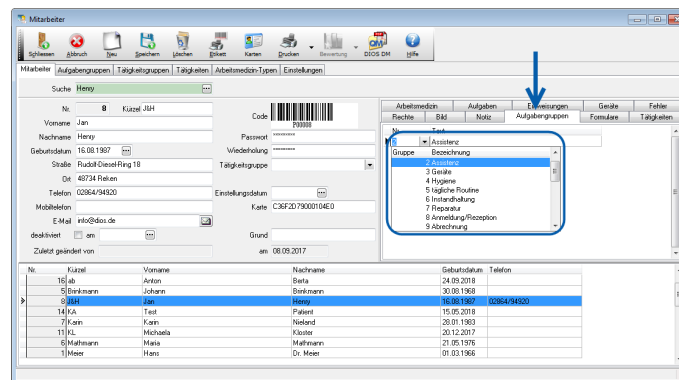 Mitarbeiter
Schliessen Abbruch Neu Speichern Löschen Etikett Karten Drucken Bewertung DIOS DM Hilfe
Mitarbeiter Aufgabengruppen Tätigkeitsgruppen Tätigkeiten Arbeitsmedizin-Typen Einstellungen
Suche Henry
Nr. 8 Kürzel J&H Code P00008
Vorname Jan Passwort ********
Nachname Henry Wiederholung ********
Geburtsdatum 16.08.1987 Tätigkeitsgruppe
Straße Rudolf-Diesel-Ring 18
Ort 48734 Reken
Telefon 02864/94920 Einstellungsdatum
Mobiltelefon Karte C36F2D79000104E0
E-Mail info@dios.de
deaktiviert am Grund
Zuletzt geändert von am 08.09.2017
Arbeitsmedizin Aufgaben Geräte Fehler
Rechte Bild Notiz Aufgabengruppen Formulare Tätigkeiten
Nr. Text
2 Assistenz
Gruppe Bezeichnung
2 Assistenz
3 Geräte
4 Hygiene
5 tägliche Routine
6 Instandhaltung
7 Reparatur
8 Anmeldung/Rezeption
9 Abrechnung
Nr. Kürzel Vorname Nachname Geburtsdatum Telefon
16 ab Anton Berta 24.09.2018
5 Brinkmann Johann Brinkmann 30.08.1968
8 J&H Jan Henry 16.08.1987 02864/94920
14 KA Test Patient 15.05.2018
7 Karin Karin Nieland 28.01.1983
11 KL Michaela Kloster 20.12.2017
6 Mathmann Maria Mathmann 21.05.1976
1 Meier Hans Dr. Meier 01.03.1966